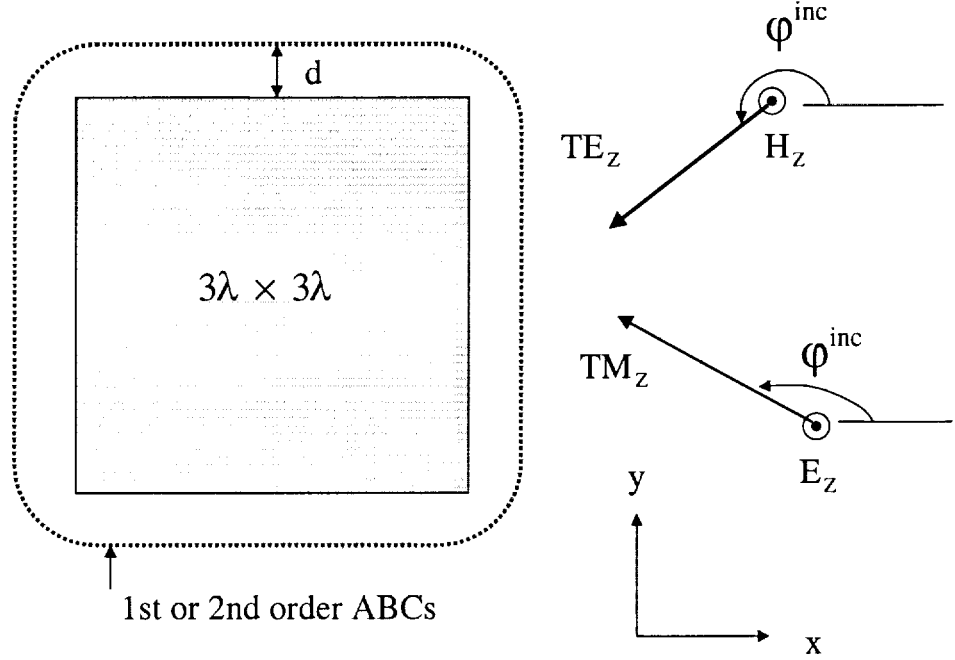 d
3λ × 3λ
1st or 2nd order ABCs
φ^inc
TE_z
H_z
φ^inc
TM_z
E_z
y
x